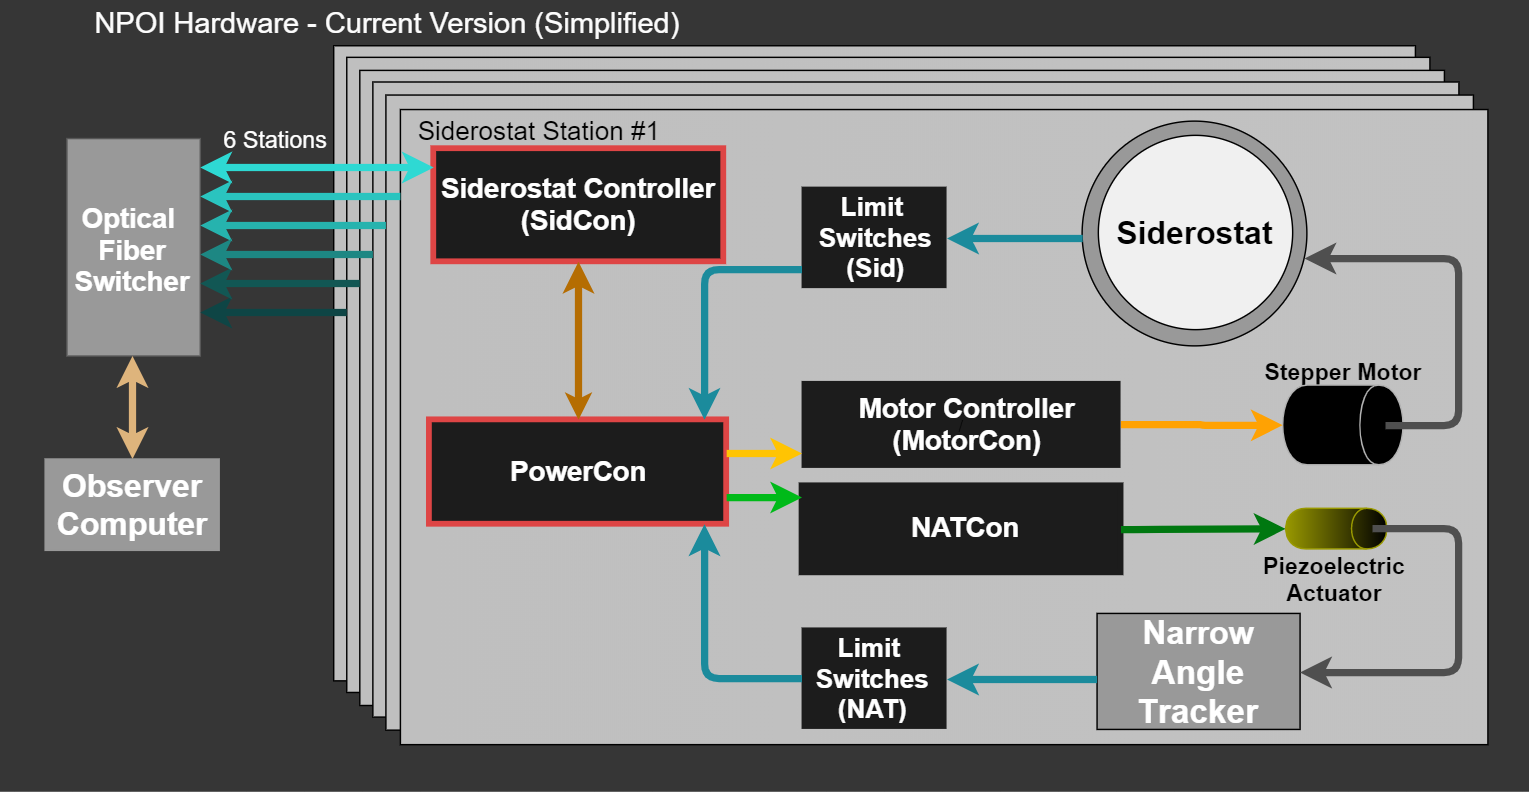 NPOI Hardware - Current Version (Simplified)
6 Stations
Siderostat Station #1
Optical
Fiber
Switcher
Observer
Computer
Siderostat Controller
(SidCon)
Limit
Switches
(Sid)
Siderostat
Stepper Motor
Motor Controller
(MotorCon)
PowerCon
NATCon
Piezoelectric
Actuator
Limit
Switches
(NAT)
Narrow
Angle
Tracker